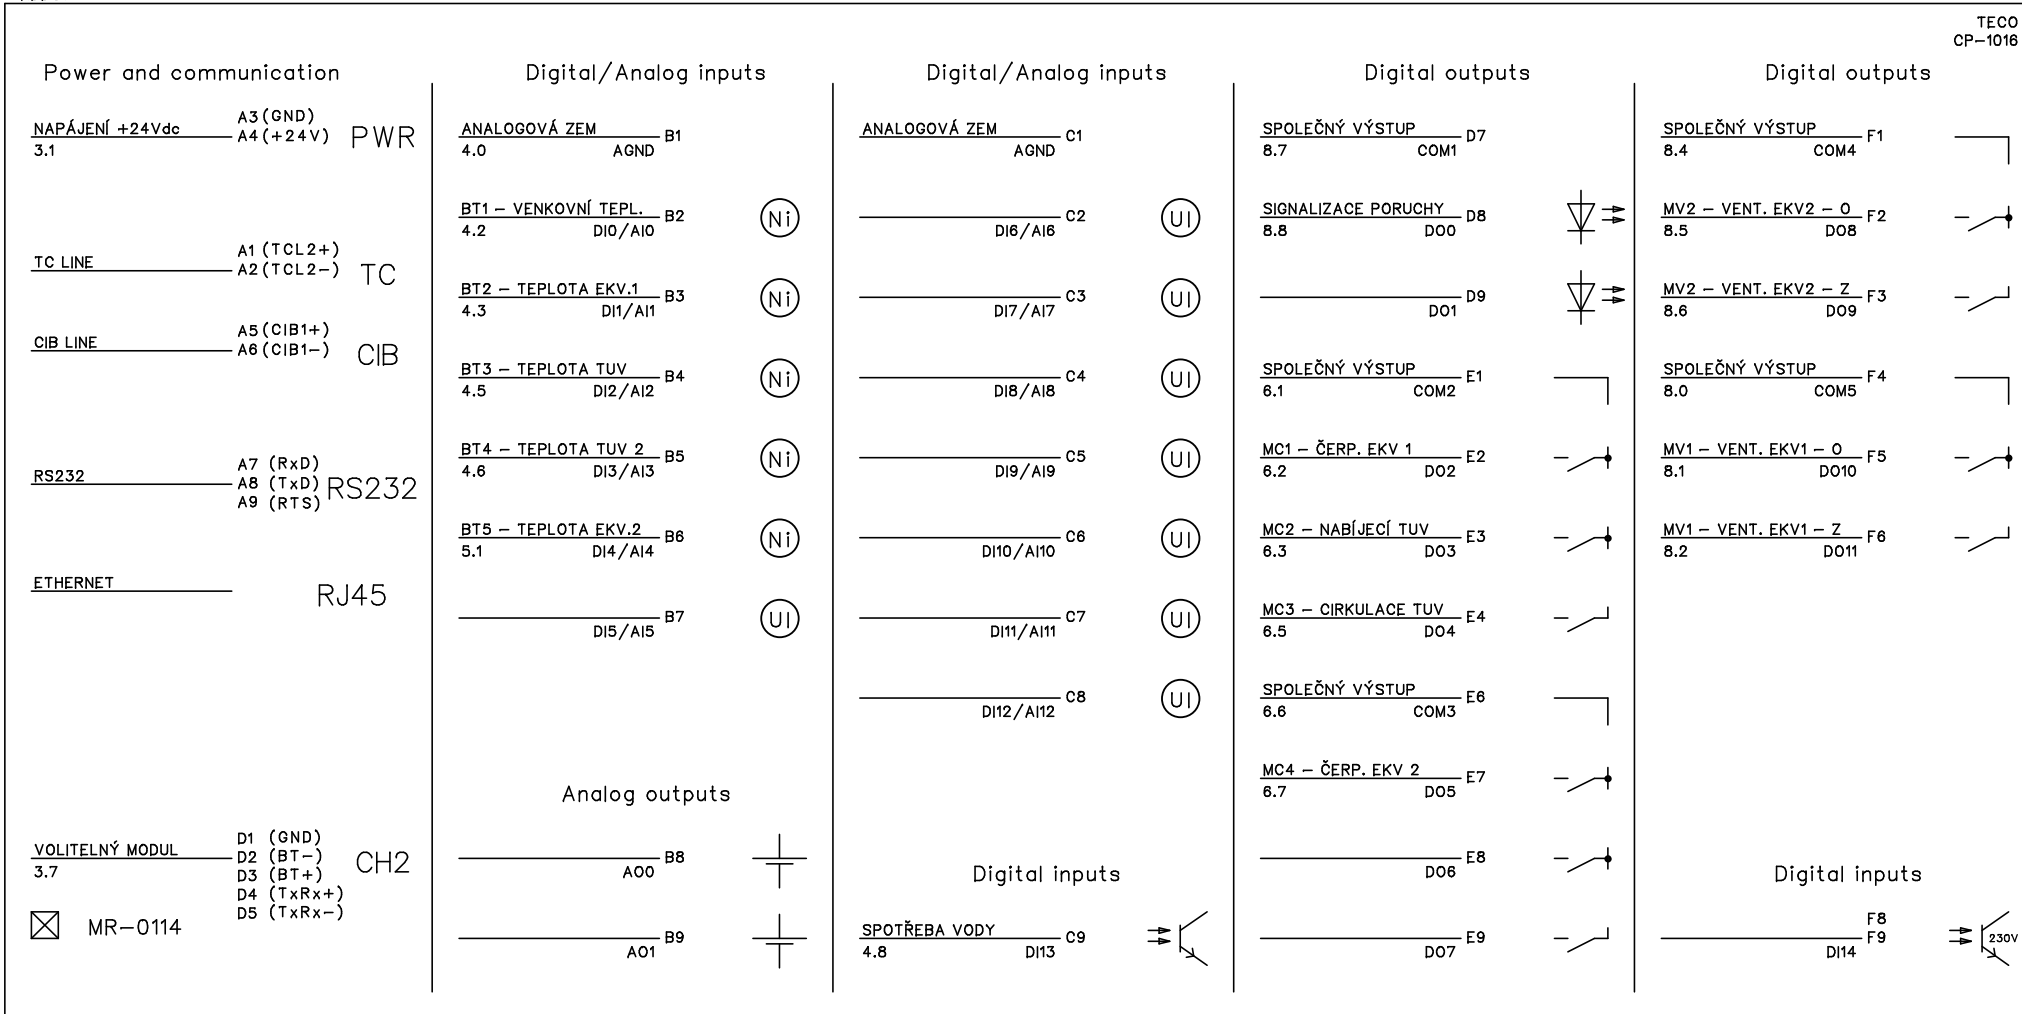 TECO
CP-1016
Power and communication
NAPÁJENÍ +24Vdc
3.1
A3 (GND)
A4 (+24V)
PWR
TC LINE
A1 (TCL2+)
A2 (TCL2-)
TC
CIB LINE
A5 (CIB1+)
A6 (CIB1-)
CIB
RS232
A7 (RxD)
A8 (TxD)
A9 (RTS)
RS232
ETHERNET
RJ45
VOLITELNÝ MODUL
3.7
D1 (GND)
D2 (BT-)
D3 (BT+)
D4 (TxRx+)
D5 (TxRx-)
CH2
MR-0114
Digital/Analog inputs
ANALOGOVÁ ZEM B1
4.0 AGND
BT1 - VENKOVNÍ TEPL. B2 Ni
4.2 DI0/AI0
BT2 - TEPLOTA EKV.1 B3 Ni
4.3 DI1/AI1
BT3 - TEPLOTA TUV B4 Ni
4.5 DI2/AI2
BT4 - TEPLOTA TUV 2 B5 Ni
4.6 DI3/AI3
BT5 - TEPLOTA EKV.2 B6 Ni
5.1 DI4/AI4
B7 UI
DI5/AI5
Analog outputs
B8
AO0
B9
AO1
Digital/Analog inputs
ANALOGOVÁ ZEM C1
AGND
C2 UI
DI6/AI6
C3 UI
DI7/AI7
C4 UI
DI8/AI8
C5 UI
DI9/AI9
C6 UI
DI10/AI10
C7 UI
DI11/AI11
C8 UI
DI12/AI12
Digital inputs
SPOTŘEBA VODY C9
4.8 DI13
Digital outputs
SPOLEČNÝ VÝSTUP D7
8.7 COM1
SIGNALIZACE PORUCHY D8
8.8 DO0
D9
DO1
SPOLEČNÝ VÝSTUP E1
6.1 COM2
MC1 - ČERP. EKV 1 E2
6.2 DO2
MC2 - NABÍJECÍ TUV E3
6.3 DO3
MC3 - CIRKULACE TUV E4
6.5 DO4
SPOLEČNÝ VÝSTUP E6
6.6 COM3
MC4 - ČERP. EKV 2 E7
6.7 DO5
E8
DO6
E9
DO7
Digital outputs
SPOLEČNÝ VÝSTUP F1
8.4 COM4
MV2 - VENT. EKV2 - O F2
8.5 DO8
MV2 - VENT. EKV2 - Z F3
8.6 DO9
SPOLEČNÝ VÝSTUP F4
8.0 COM5
MV1 - VENT. EKV1 - O F5
8.1 DO10
MV1 - VENT. EKV1 - Z F6
8.2 DO11
Digital inputs
F8
F9 230V
DI14